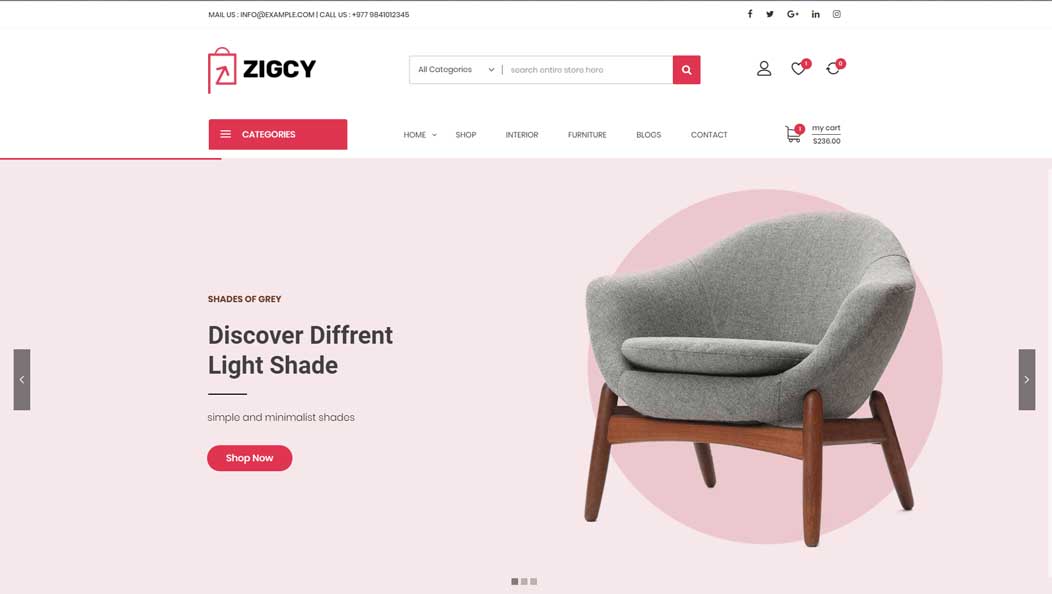 MAIL US : INFO@EXAMPLE.COM | CALL US : +977 9841012345
ZIGCY
All Categories
search entire store here
1
0
CATEGORIES
HOME
SHOP
INTERIOR
FURNITURE
BLOGS
CONTACT
1
my cart
$236.00
SHADES OF GREY
Discover Diffrent
Light Shade
simple and minimalist shades
Shop Now